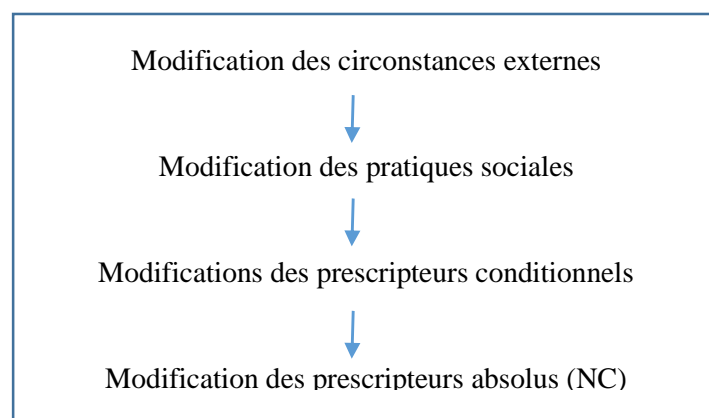 Modification des circonstances externes
Modification des pratiques sociales
Modifications des prescripteurs conditionnels
Modification des prescripteurs absolus (NC)